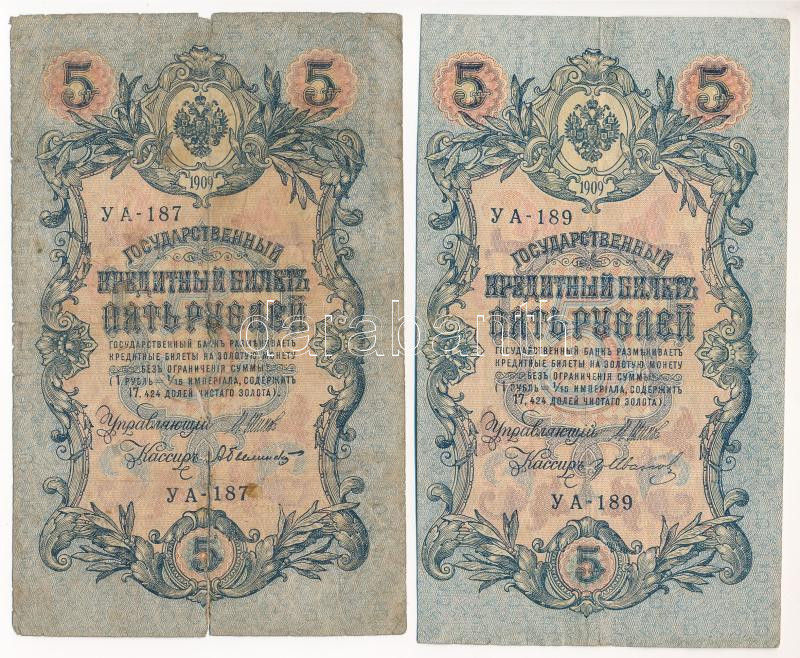 5 5
1909
УА-187
ГОСУДАРСТВЕННЫЙ
КРЕДИТНЫЙ БИЛЕТЪ
ПЯТЬ РУБЛЕЙ
ГОСУДАРСТВЕННЫЙ БАНКЪ РАЗМѢНИВАЕТЪ
КРЕДИТНЫЕ БИЛЕТЫ НА ЗОЛОТУЮ МОНЕТУ
БЕЗЪ ОГРАНИЧЕНІЯ СУММЫ
(1 РУБЛЬ = 1/15 ИМПЕРІАЛА, СОДЕРЖИТЪ
17,424 ДОЛЕЙ ЧИСТАГО ЗОЛОТА).
Управляющій
Кассиръ
УА-187
5
5 5
1909
УА-189
ГОСУДАРСТВЕННЫЙ
КРЕДИТНЫЙ БИЛЕТЪ
ПЯТЬ РУБЛЕЙ
ГОСУДАРСТВЕННЫЙ БАНКЪ РАЗМѢНИВАЕТЪ
КРЕДИТНЫЕ БИЛЕТЫ НА ЗОЛОТУЮ МОНЕТУ
БЕЗЪ ОГРАНИЧЕНІЯ СУММЫ
(1 РУБЛЬ = 1/15 ИМПЕРІАЛА, СОДЕРЖИТЪ
17,424 ДОЛЕЙ ЧИСТАГО ЗОЛОТА).
Управляющій
Кассиръ
УА-189
5
darabanth